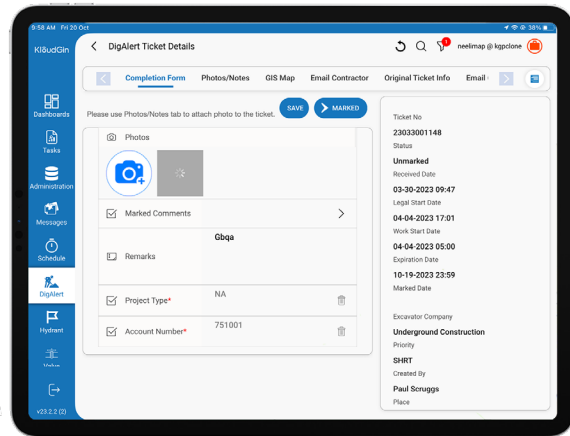 9:58 AM Fri 20 Oct
38%
KlōudGin
DigAlert Ticket Details
neelimap @ kgpclone
Completion Form Photos/Notes GIS Map Email Contractor Original Ticket Info Email
Dashboards
Tasks
Administration
Messages
Schedule
DigAlert
Hydrant
Valve
v23.2.2 (2)
Please use Photos/Notes tab to attach photo to the ticket.
SAVE
MARKED
Photos
Marked Comments
Remarks
Gbqa
Project Type*
NA
Account Number*
751001
Ticket No
23033001148
Status
Unmarked
Received Date
03-30-2023 09:47
Legal Start Date
04-04-2023 17:01
Work Start Date
04-04-2023 05:00
Expiration Date
10-19-2023 23:59
Marked Date
Excavator Company
Underground Construction
Priority
SHRT
Created By
Paul Scruggs
Place